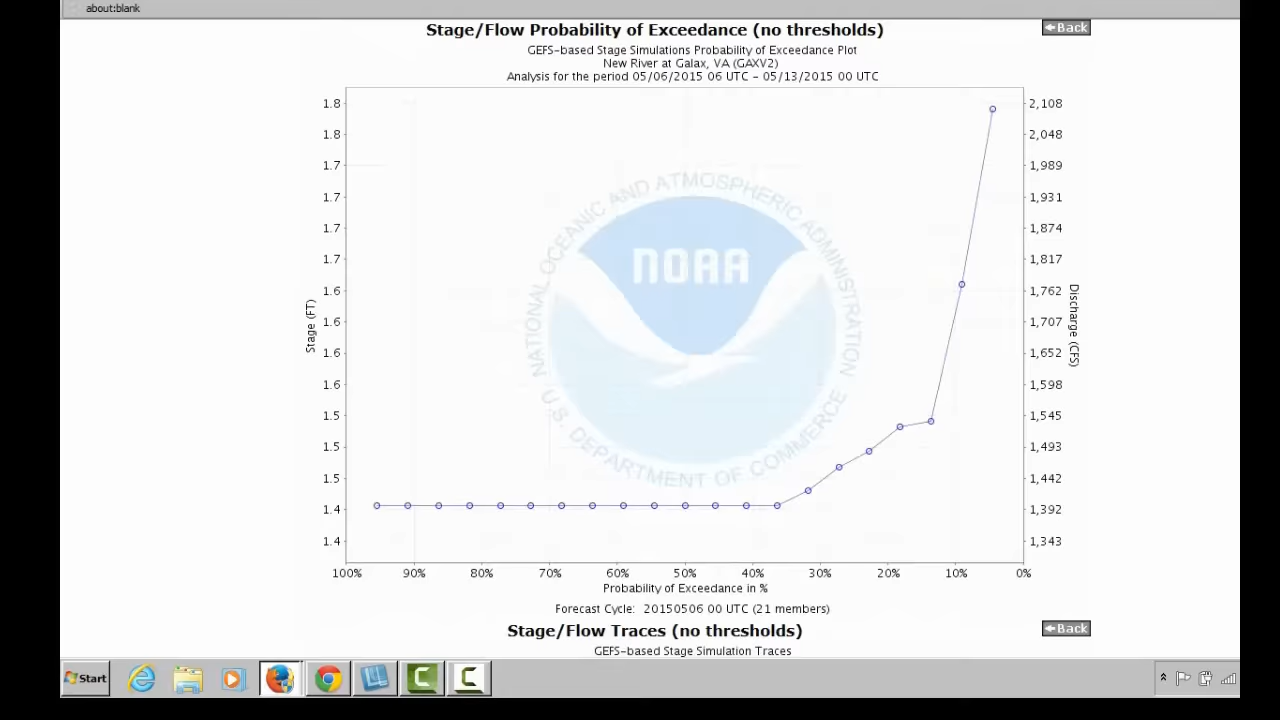 about:blank
Stage/Flow Probability of Exceedance (no thresholds)
Back
GEFS-based Stage Simulations Probability of Exceedance Plot
New River at Galax, VA (GAXV2)
Analysis for the period 05/06/2015 06 UTC - 05/13/2015 00 UTC
1.8 2,108
1.8 2,048
1.7 1,989
1.7 1,931
1.7 1,874
1.7 1,817
1.6 1,762
1.6 1,707
1.6 1,652
1.6 1,598
1.5 1,545
1.5 1,493
1.5 1,442
1.4 1,392
1.4 1,343
Stage (FT)
Discharge (CFS)
NATIONAL OCEANIC AND ATMOSPHERIC ADMINISTRATION
NOAA
U.S. DEPARTMENT OF COMMERCE
100% 90% 80% 70% 60% 50% 40% 30% 20% 10% 0%
Probability of Exceedance in %
Forecast Cycle: 20150506 00 UTC (21 members)
Stage/Flow Traces (no thresholds)
Back
GEFS-based Stage Simulation Traces
Start